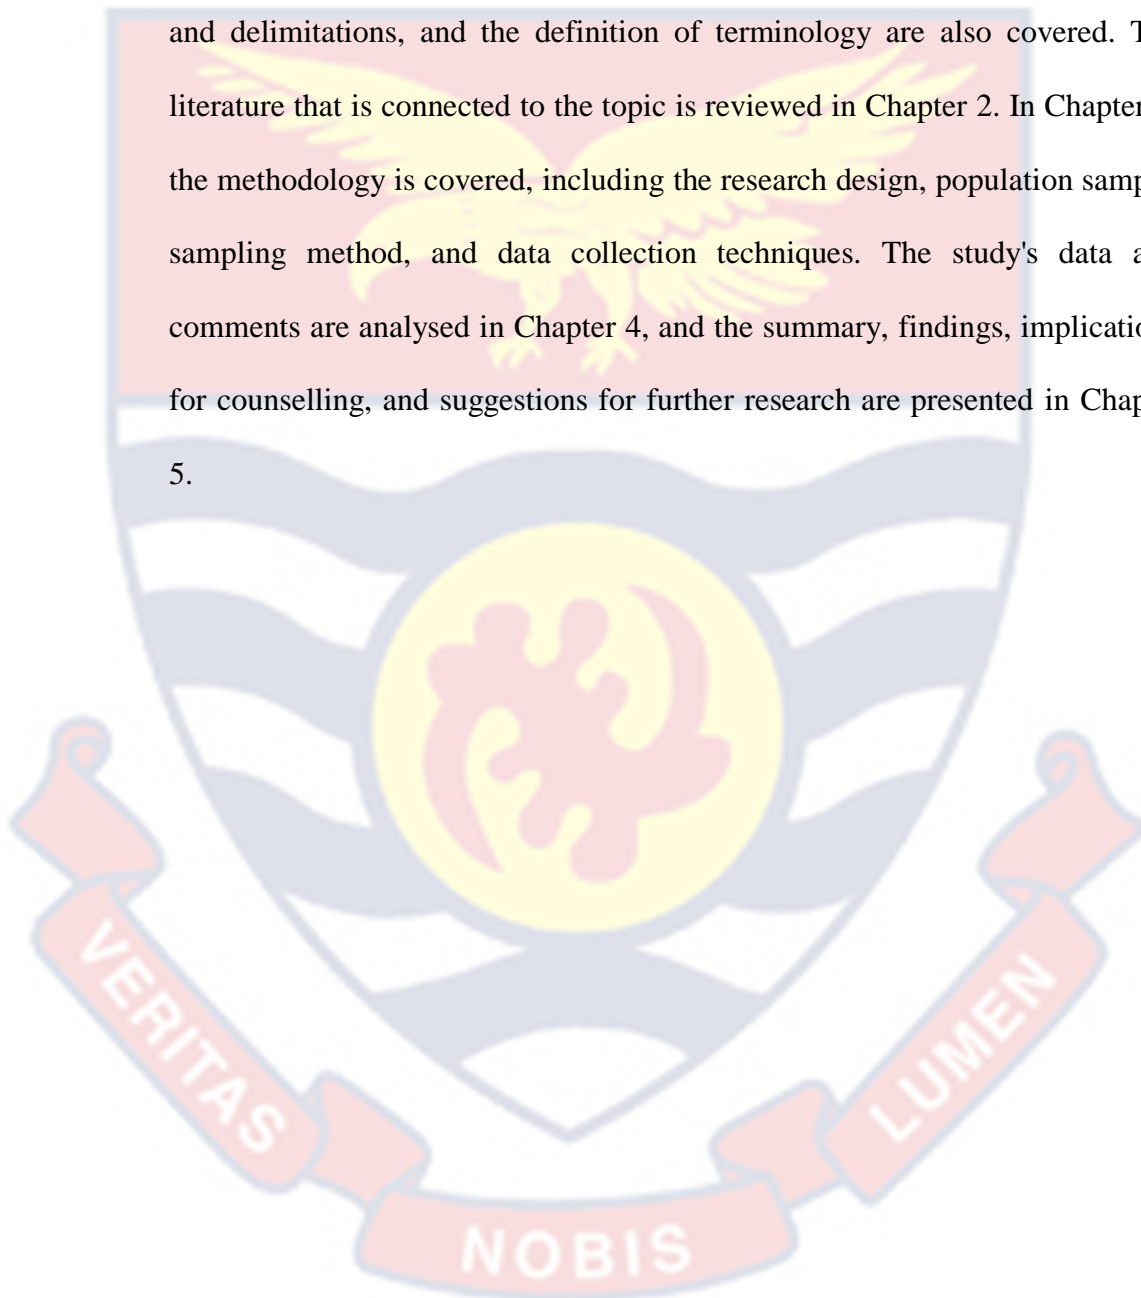 and delimitations, and the definition of terminology are also covered. T
literature that is connected to the topic is reviewed in Chapter 2. In Chapter
the methodology is covered, including the research design, population samp
sampling method, and data collection techniques. The study's data a
comments are analysed in Chapter 4, and the summary, findings, implicatio
for counselling, and suggestions for further research are presented in Chap
5.
VERITAS
NOBIS
LUMEN